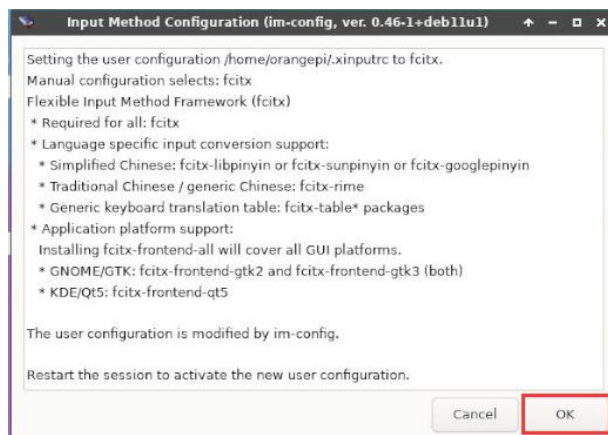 Input Method Configuration (im-config, ver. 0.46-1+deb11u1)
Setting the user configuration /home/orangepi/.xinputrc to fcitx.
Manual configuration selects: fcitx
Flexible Input Method Framework (fcitx)
* Required for all: fcitx
* Language specific input conversion support:
* Simplified Chinese: fcitx-libpinyin or fcitx-sunpinyin or fcitx-googlepinyin
* Traditional Chinese / generic Chinese: fcitx-rime
* Generic keyboard translation table: fcitx-table* packages
* Application platform support:
Installing fcitx-frontend-all will cover all GUI platforms.
* GNOME/GTK: fcitx-frontend-gtk2 and fcitx-frontend-gtk3 (both)
* KDE/Qt5: fcitx-frontend-qt5
The user configuration is modified by im-config.
Restart the session to activate the new user configuration.
Cancel OK